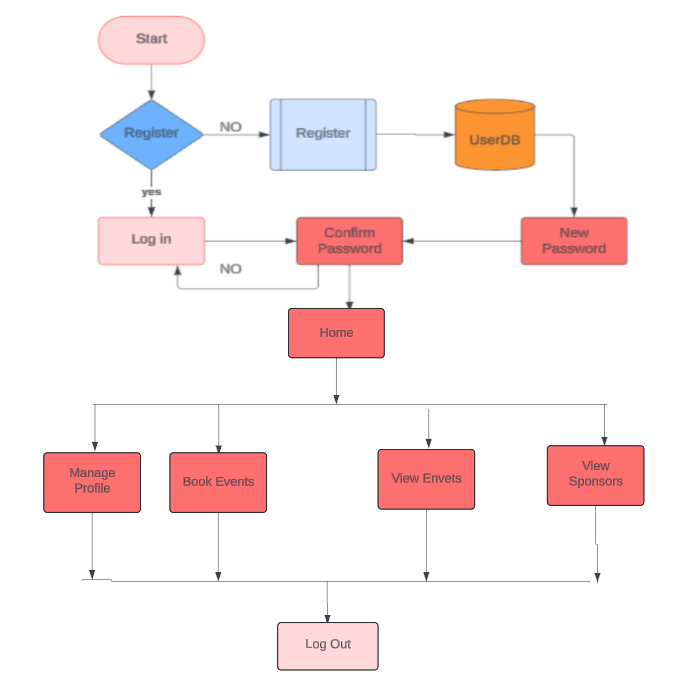 Start
Register
NO
Register
UserDB
yes
Log in
Confirm
Password
New
Password
NO
Home
Manage
Profile
Book Events
View Envets
View
Sponsors
Log Out